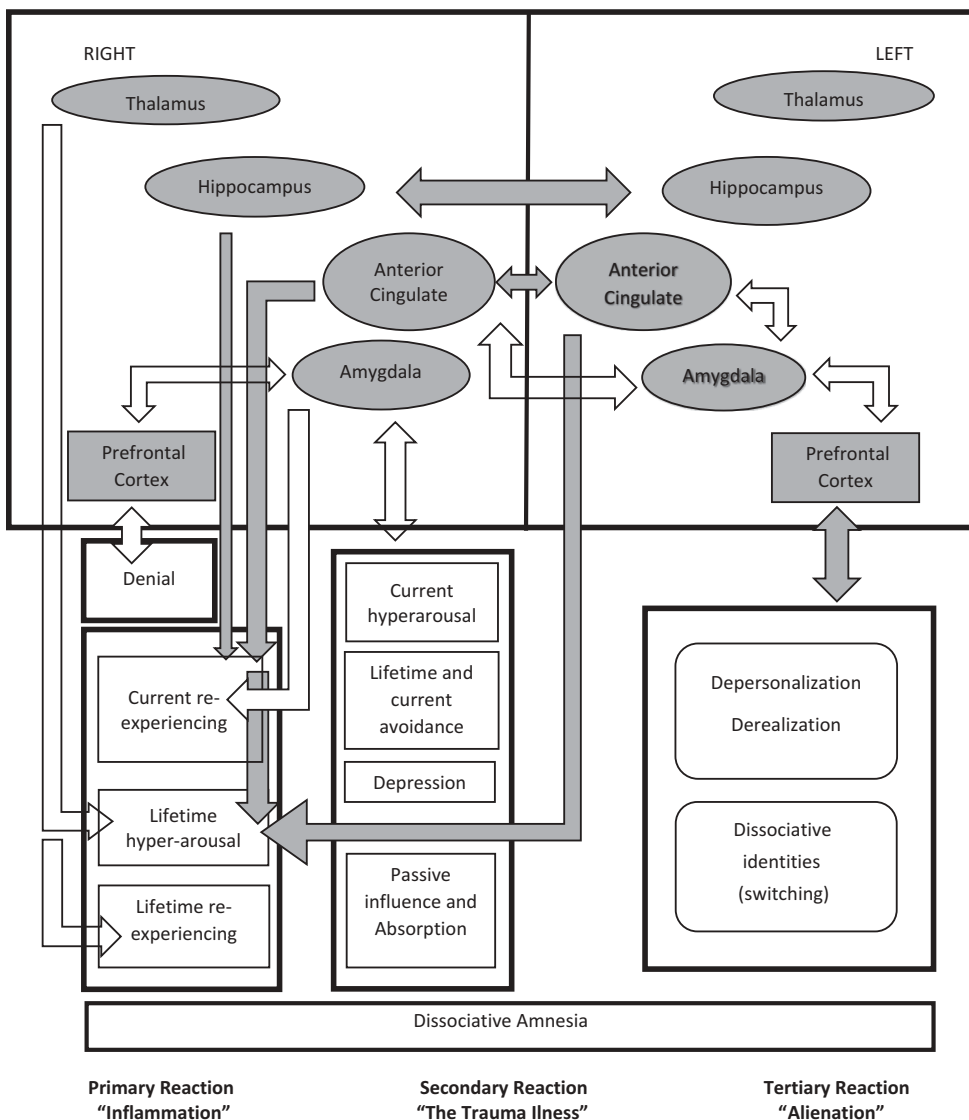 RIGHT
LEFT
Thalamus
Thalamus
Hippocampus
Hippocampus
Anterior
Cingulate
Anterior
Cingulate
Amygdala
Amygdala
Prefrontal
Cortex
Prefrontal
Cortex
Denial
Current re-
experiencing
Lifetime
hyper-arousal
Lifetime re-
experiencing
Current
hyperarousal
Lifetime and
current
avoidance
Depression
Passive
influence and
Absorption
Depersonalization
Derealization
Dissociative
identities
(switching)
Dissociative Amnesia
Primary Reaction
“Inflammation”
Secondary Reaction
“The Trauma Ilness”
Tertiary Reaction
“Alienation”